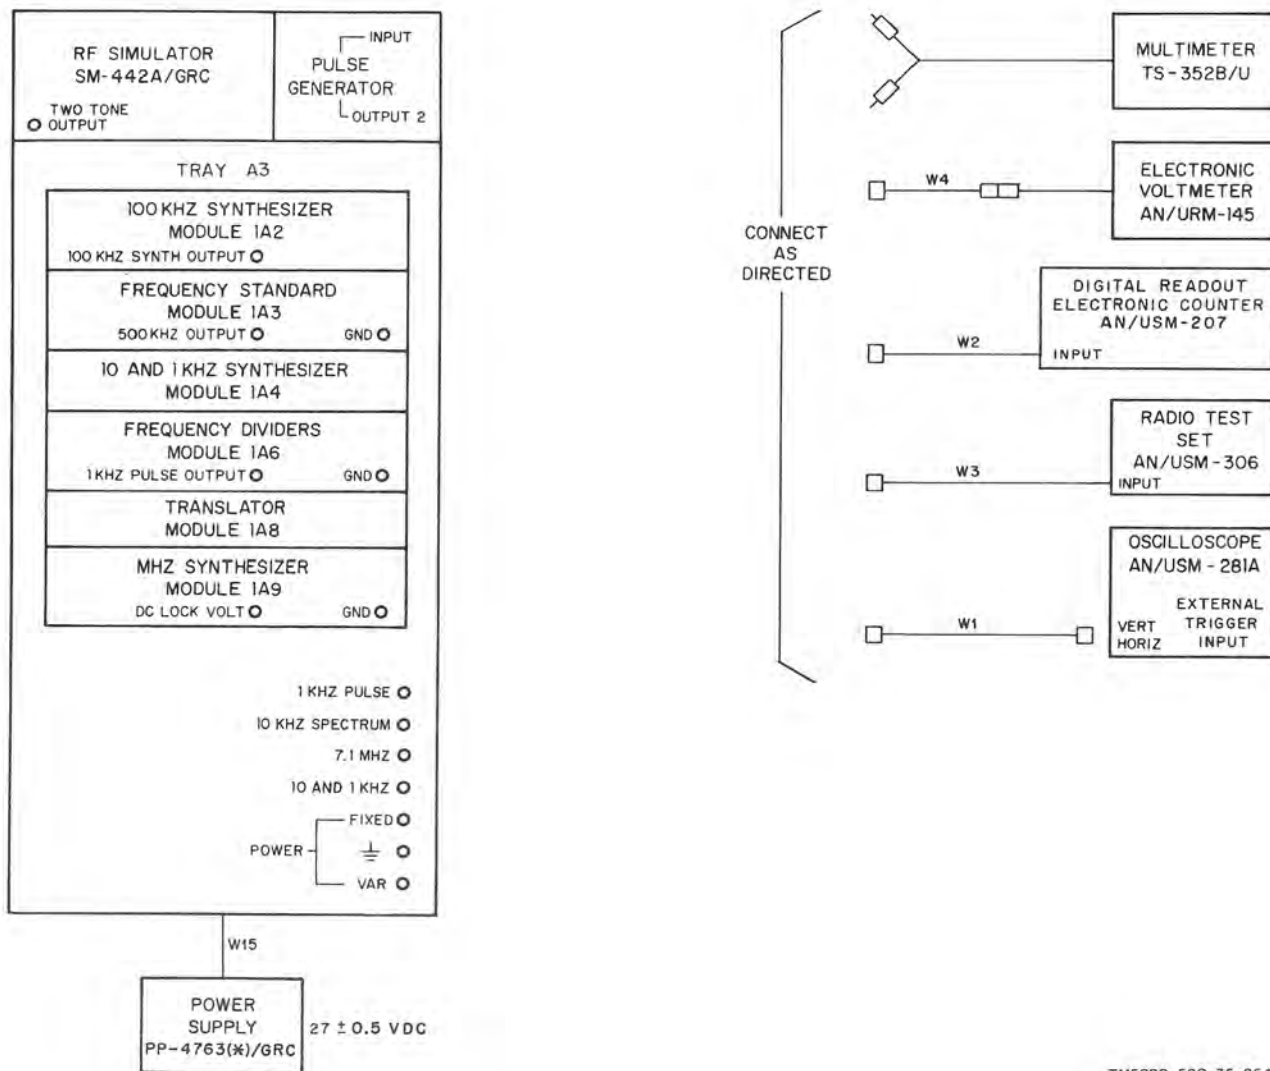 RF SIMULATOR
SM-442A/GRC
TWO TONE
OUTPUT
INPUT
PULSE
GENERATOR
OUTPUT 2
TRAY A3
100 KHZ SYNTHESIZER
MODULE 1A2
100 KHZ SYNTH OUTPUT
FREQUENCY STANDARD
MODULE 1A3
500 KHZ OUTPUT
GND
10 AND 1 KHZ SYNTHESIZER
MODULE 1A4
FREQUENCY DIVIDERS
MODULE 1A6
1 KHZ PULSE OUTPUT
GND
TRANSLATOR
MODULE 1A8
MHZ SYNTHESIZER
MODULE 1A9
DC LOCK VOLT
GND
1 KHZ PULSE
10 KHZ SPECTRUM
7.1 MHZ
10 AND 1 KHZ
FIXED
POWER
VAR
W15
POWER
SUPPLY
PP-4763(*)/GRC
27 ± 0.5 VDC
CONNECT
AS
DIRECTED
MULTIMETER
TS-352B/U
W4
ELECTRONIC
VOLTMETER
AN/URM-145
W2
DIGITAL READOUT
ELECTRONIC COUNTER
AN/USM-207
INPUT
W3
RADIO TEST
SET
AN/USM-306
INPUT
W1
OSCILLOSCOPE
AN/USM-281A
EXTERNAL
TRIGGER
INPUT
VERT
HORIZ